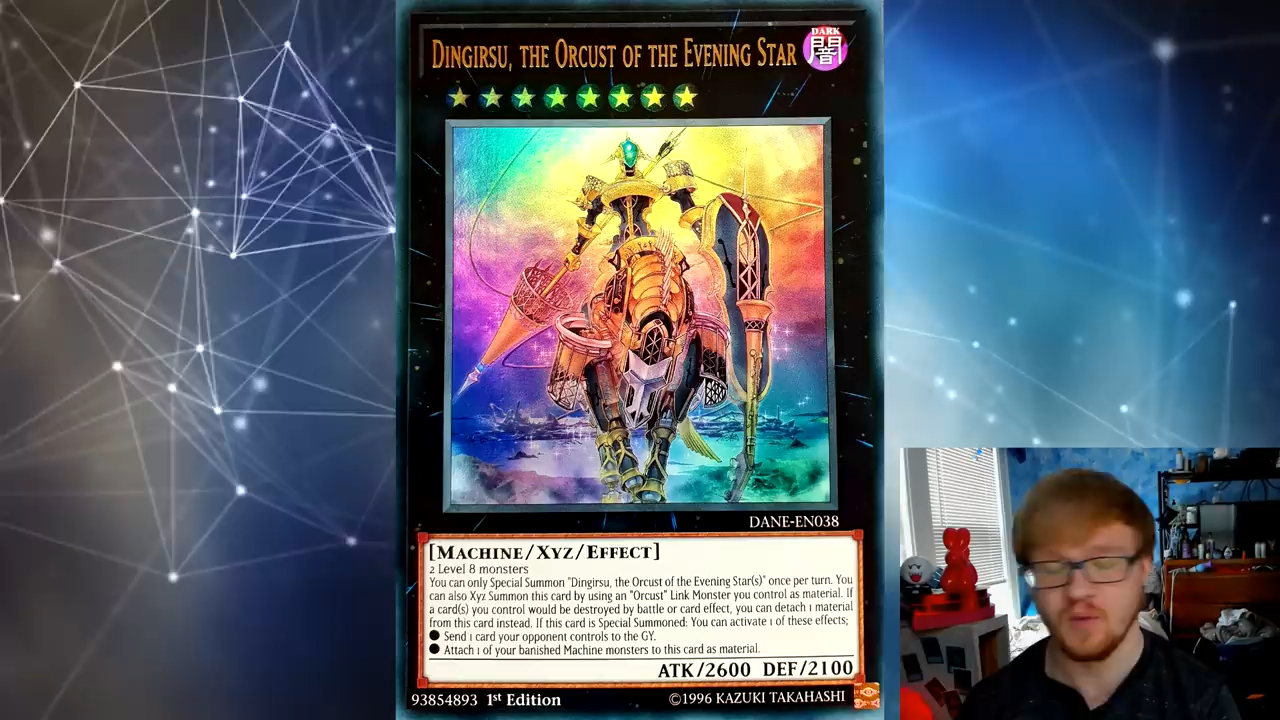 DINGIRSU, THE ORCUST OF THE EVENING STAR
DARK
闇
DANE-EN038
[MACHINE/XYZ/EFFECT]
2 Level 8 monsters
You can only Special Summon "Dingirsu, the Orcust of the Evening Star(s)" once per turn. You
can also Xyz Summon this card by using an "Orcust" Link Monster you control as material. If
a card(s) you control would be destroyed by battle or card effect, you can detach 1 material
from this card instead. If this card is Special Summoned: You can activate 1 of these effects;
● Send 1 card your opponent controls to the GY.
● Attach 1 of your banished Machine monsters to this card as material.
ATK/2600 DEF/2100
93854893 1st Edition ©1996 KAZUKI TAKAHASHI